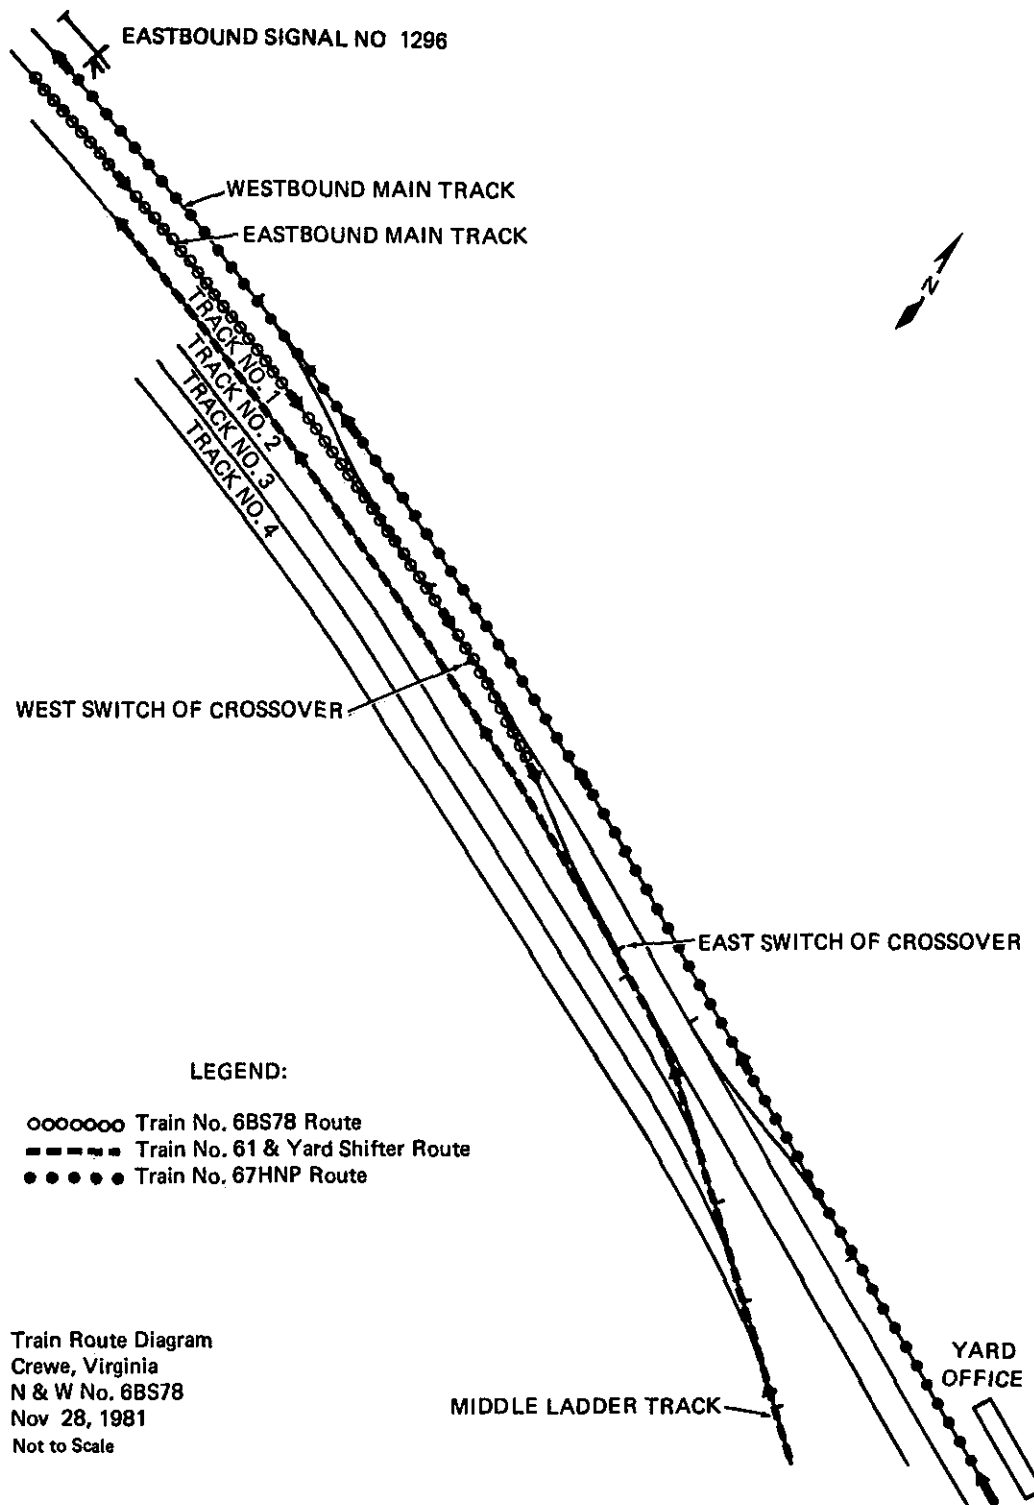 EASTBOUND SIGNAL NO 1296
WESTBOUND MAIN TRACK
EASTBOUND MAIN TRACK
N
TRACK NO. 1
TRACK NO. 2
TRACK NO. 3
TRACK NO. 4
WEST SWITCH OF CROSSOVER
EAST SWITCH OF CROSSOVER
LEGEND:
Train No. 6BS78 Route
Train No. 61 & Yard Shifter Route
Train No. 67HNP Route
Train Route Diagram
Crewe, Virginia
N & W No. 6BS78
Nov 28, 1981
Not to Scale
YARD
OFFICE
MIDDLE LADDER TRACK